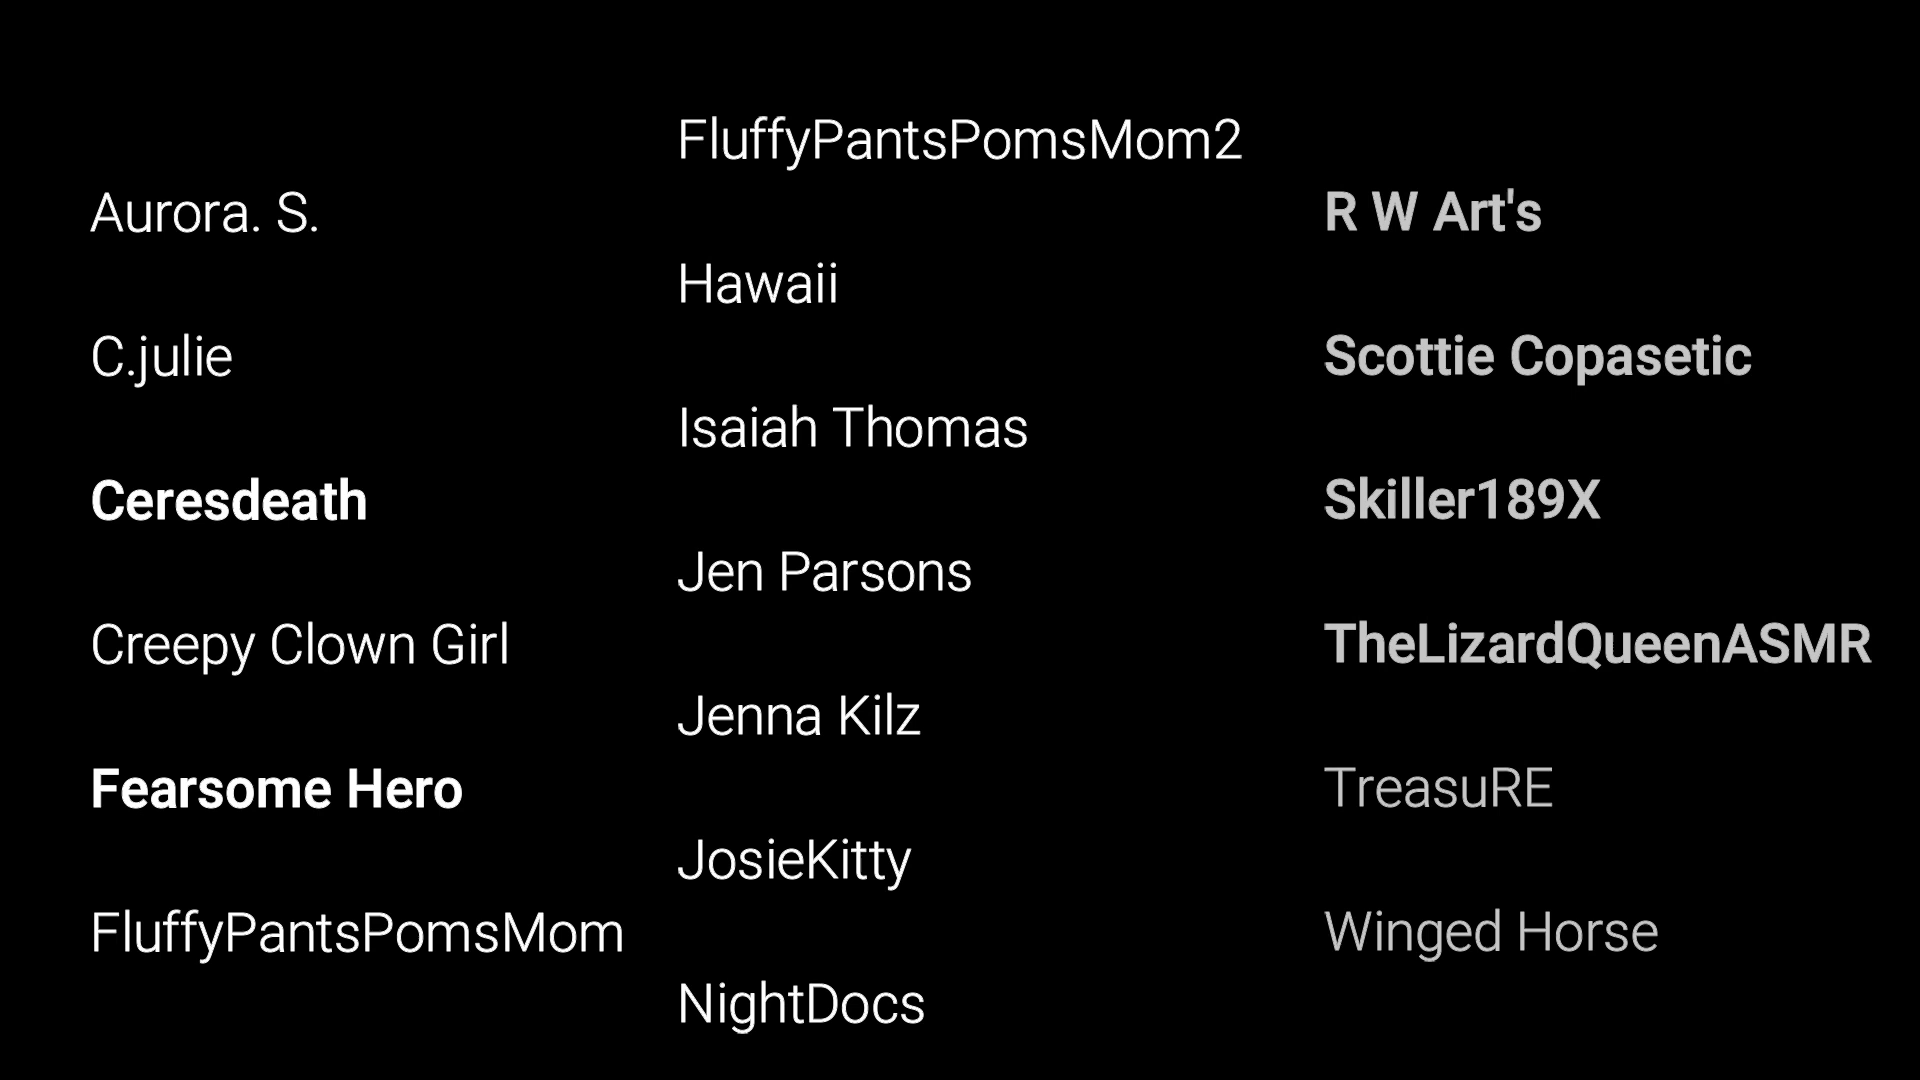 Aurora. S.
C.julie
Ceresdeath
Creepy Clown Girl
Fearsome Hero
FluffyPantsPomsMom
FluffyPantsPomsMom2
Hawaii
Isaiah Thomas
Jen Parsons
Jenna Kilz
JosieKitty
NightDocs
R W Art's
Scottie Copasetic
Skiller189X
TheLizardQueenASMR
TreasuRE
Winged Horse